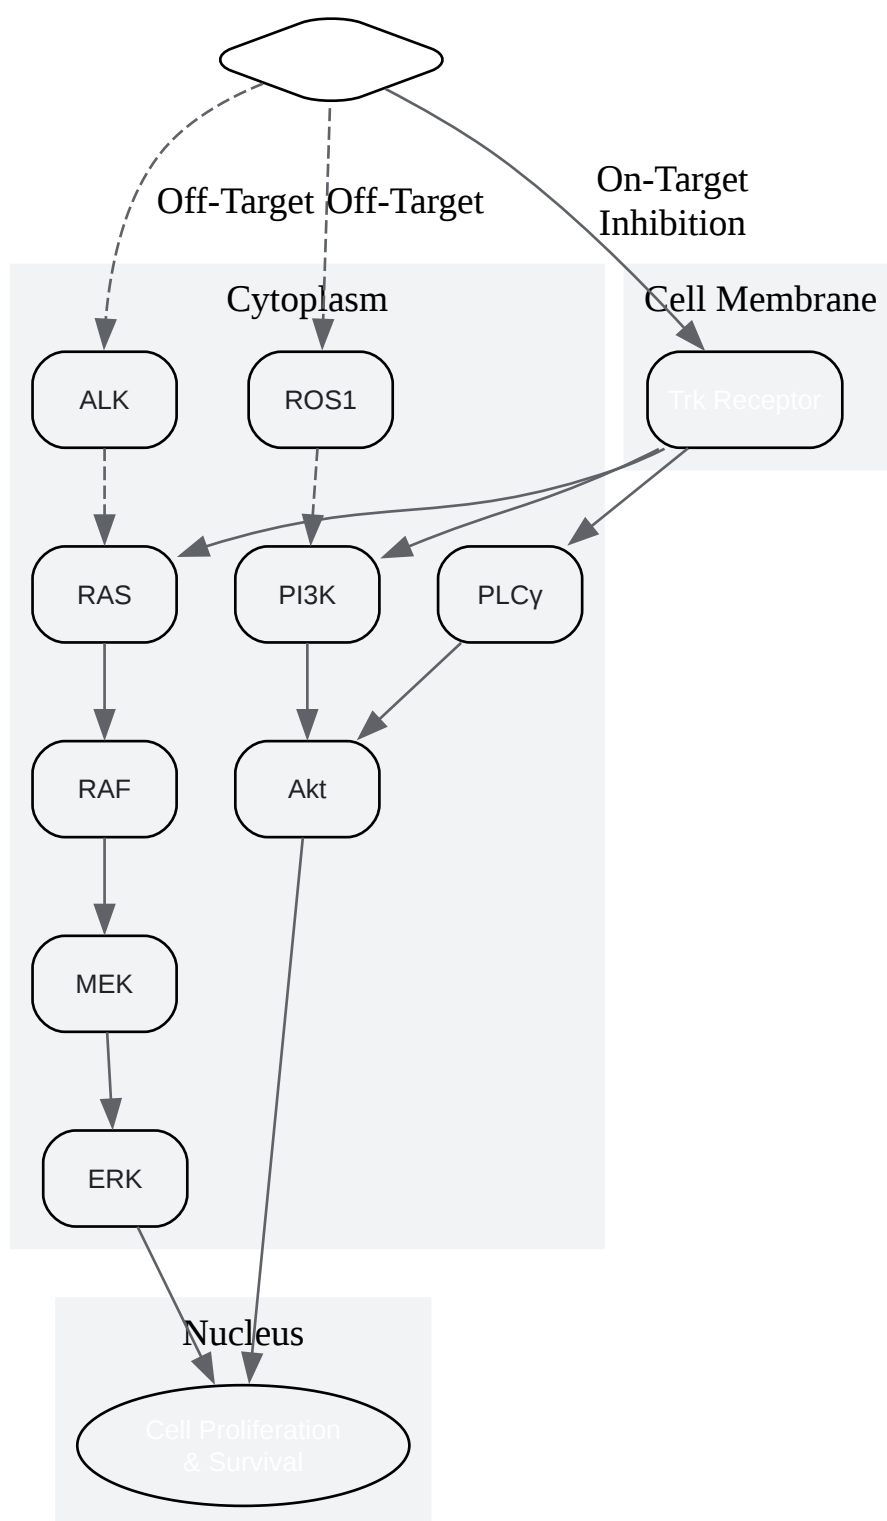 On-Target
Inhibition
Off-Target
Off-Target
Cytoplasm
Cell Membrane
ALK
ROS1
Trk Receptor
RAS
PI3K
PLCγ
RAF
Akt
MEK
ERK
Nucleus
Cell Proliferation
& Survival